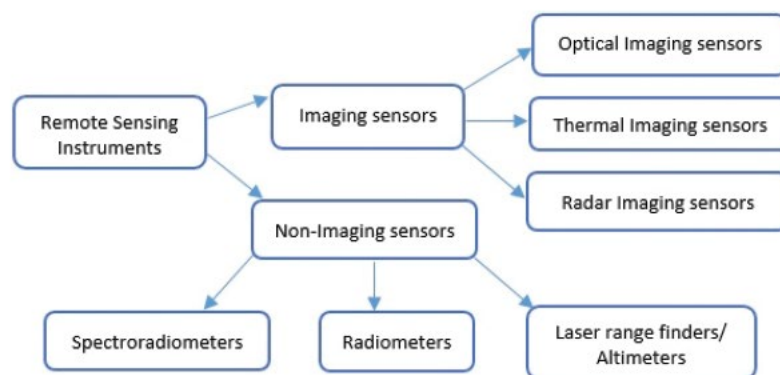 Optical Imaging sensors
Remote Sensing
Instruments
Imaging sensors
Thermal Imaging sensors
Radar Imaging sensors
Non-Imaging sensors
Spectroradiometers
Radiometers
Laser range finders/
Altimeters